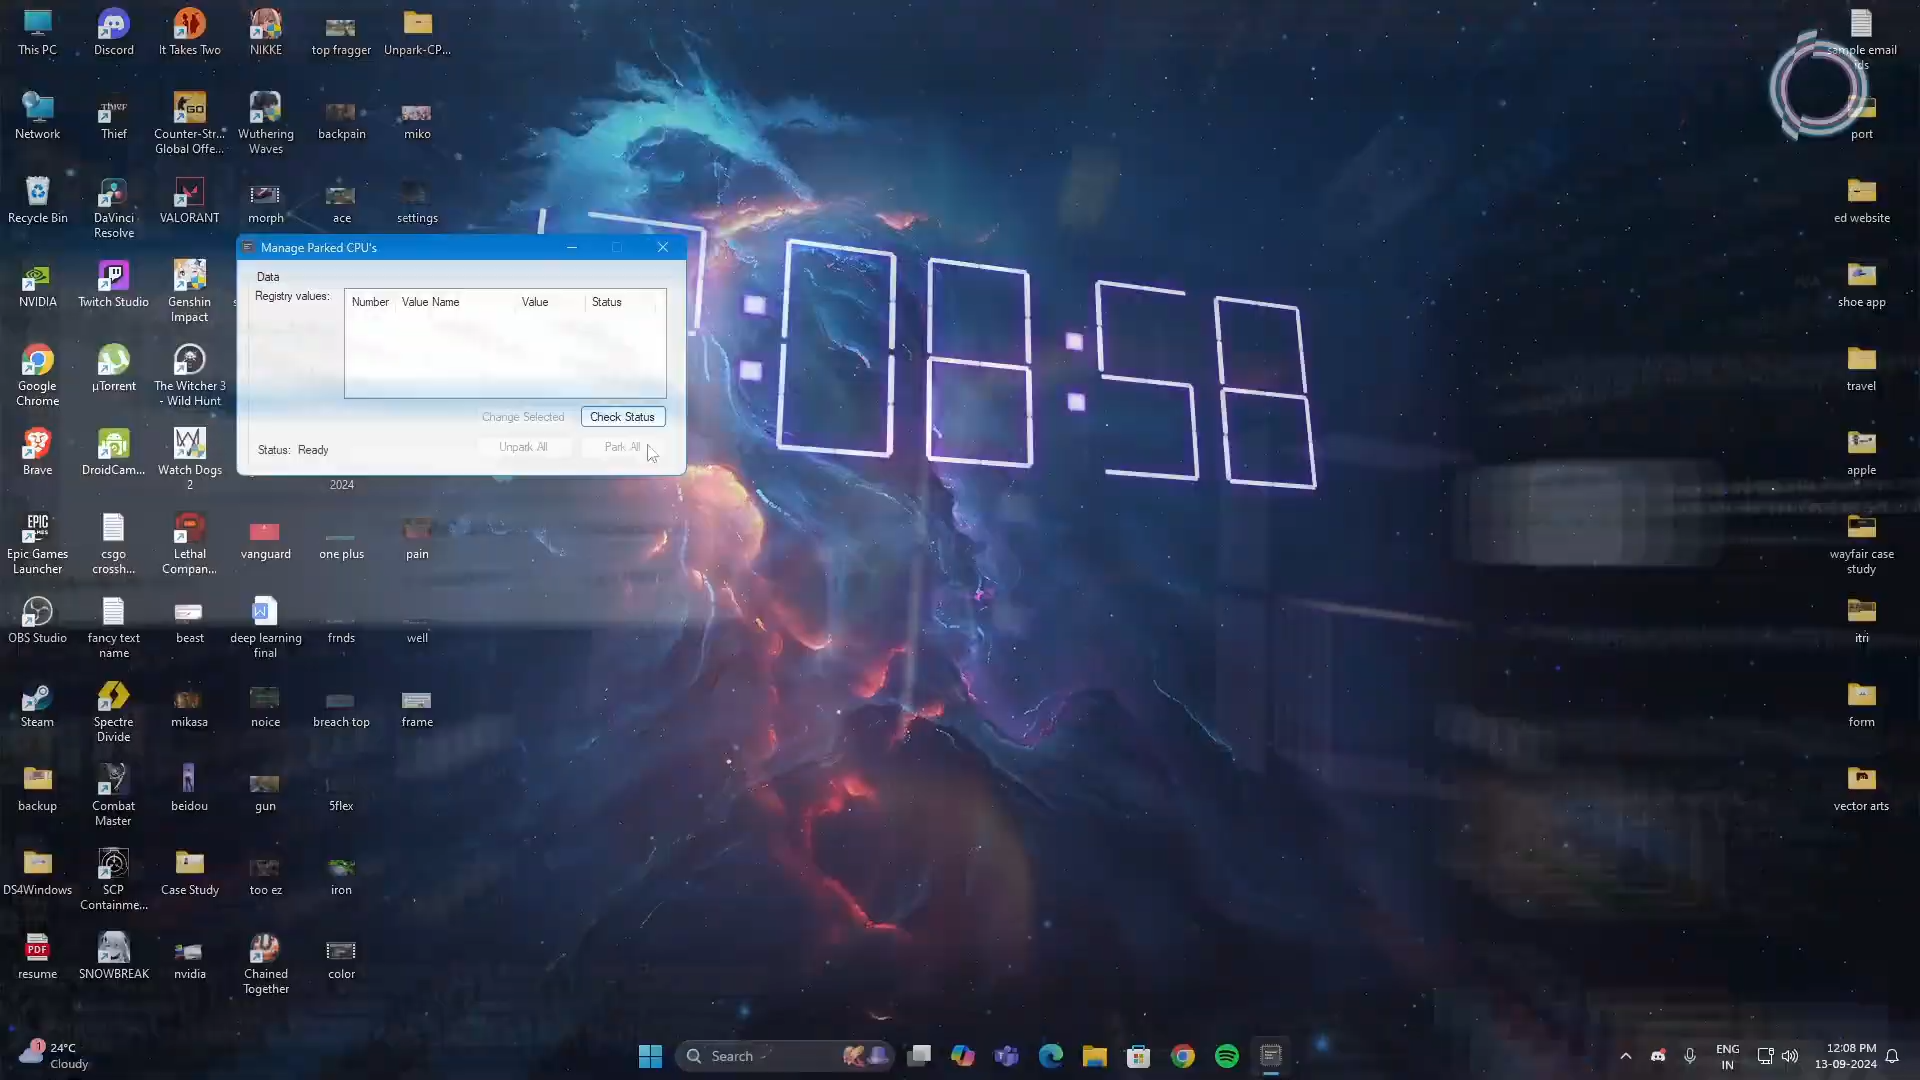 This PC
Discord
It Takes Two
NIKKE
top fragger
Unpark-CP...
sample email
ids
Network
Thief
Counter-Str...
Global Offe...
Wuthering
Waves
backpain
miko
port
Recycle Bin
DaVinci
Resolve
VALORANT
morph
ace
settings
ed website
Manage Parked CPU's
Data
Registry values:
Number
Value Name
Value
Status
Change Selected
Check Status
Unpark All
Park All
Status: Ready
:08:58
NVIDIA
Twitch Studio
Genshin
Impact
shoe app
Google
Chrome
µTorrent
The Witcher 3
- Wild Hunt
travel
Brave
DroidCam...
Watch Dogs
2
2024
apple
Epic Games
Launcher
csgo
crossh...
Lethal
Compan...
vanguard
one plus
pain
wayfair case
study
OBS Studio
fancy text
name
beast
deep learning
final
frnds
well
itri
Steam
Spectre
Divide
mikasa
noice
breach top
frame
form
backup
Combat
Master
beidou
gun
5flex
vector arts
DS4Windows
SCP
Containme...
Case Study
too ez
iron
resume
SNOWBREAK
nvidia
Chained
Together
color
1
24°C
Cloudy
Search
ENG
IN
12:08 PM
13-09-2024